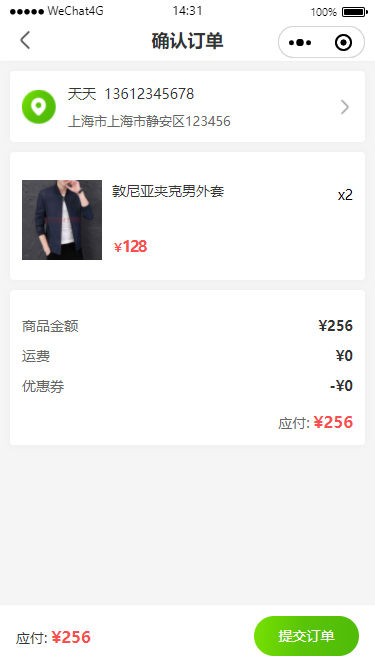 WeChat4G 14:31 100%
确认订单
天天 13612345678
上海市上海市静安区123456
敦尼亚夹克男外套 x2
¥128
商品金额 ¥256
运费 ¥0
优惠券 -¥0
应付: ¥256
应付: ¥256 提交订单